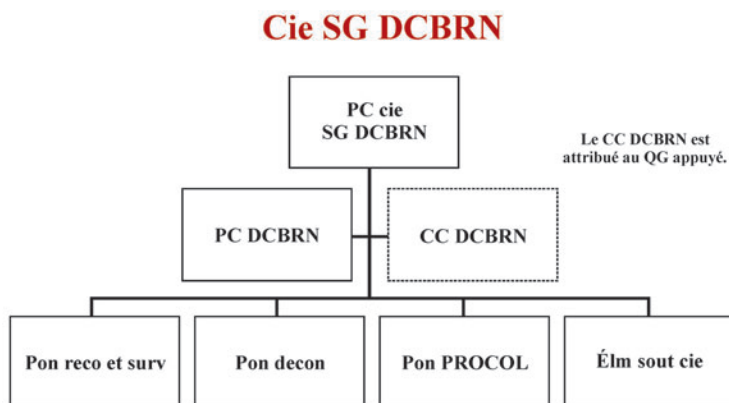 Cie SG DCBRN
PC cie
SG DCBRN
Le CC DCBRN est
attribué au QG appuyé.
PC DCBRN
CC DCBRN
Pon reco et surv
Pon decon
Pon PROCOL
Élm sout cie